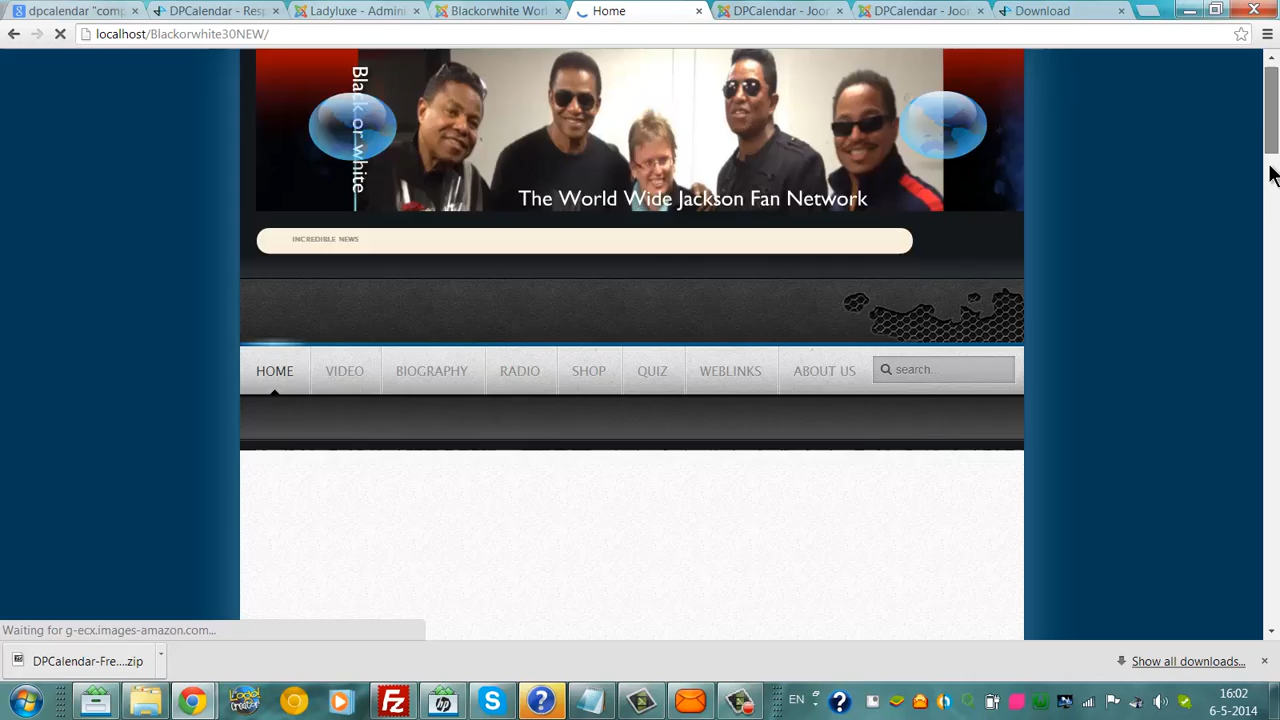 dpcalendar "comp
DPCalendar - Resp
Ladyluxe - Admini
Blackorwhite Wor
Home
DPCalendar - Joor
DPCalendar - Joor
Download
localhost/Blackorwhite30NEW/
Black or white
The World Wide Jackson Fan Network
INCREDIBLE NEWS
HOME
VIDEO
BIOGRAPHY
RADIO
SHOP
QUIZ
WEBLINKS
ABOUT US
search...
Waiting for g-ecx.images-amazon.com...
DPCalendar-Fre....zip
Show all downloads...
EN
16:02
6-5-2014